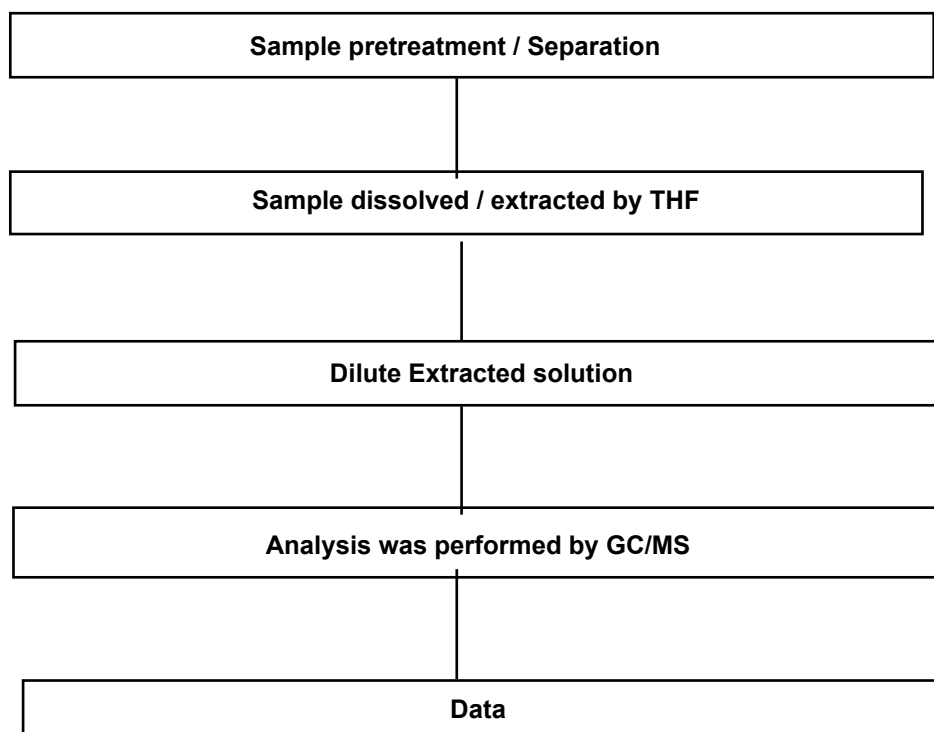 Sample pretreatment / Separation
Sample dissolved / extracted by THF
Dilute Extracted solution
Analysis was performed by GC/MS
Data